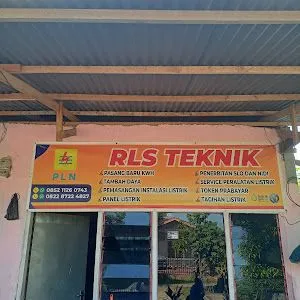 RLS TEKNIK
PLN
PASANG BARU KWH
TAMBAH DAYA
PEMASANGAN INSTALASI LISTRIK
PANEL LISTRIK
PENERBITAN SLO DAN NIDI
SERVICE PERALATAN LISTRIK
TOKEN PRABAYAR
TAGIHAN LISTRIK
0852 1126 0743
0822 8722 4827